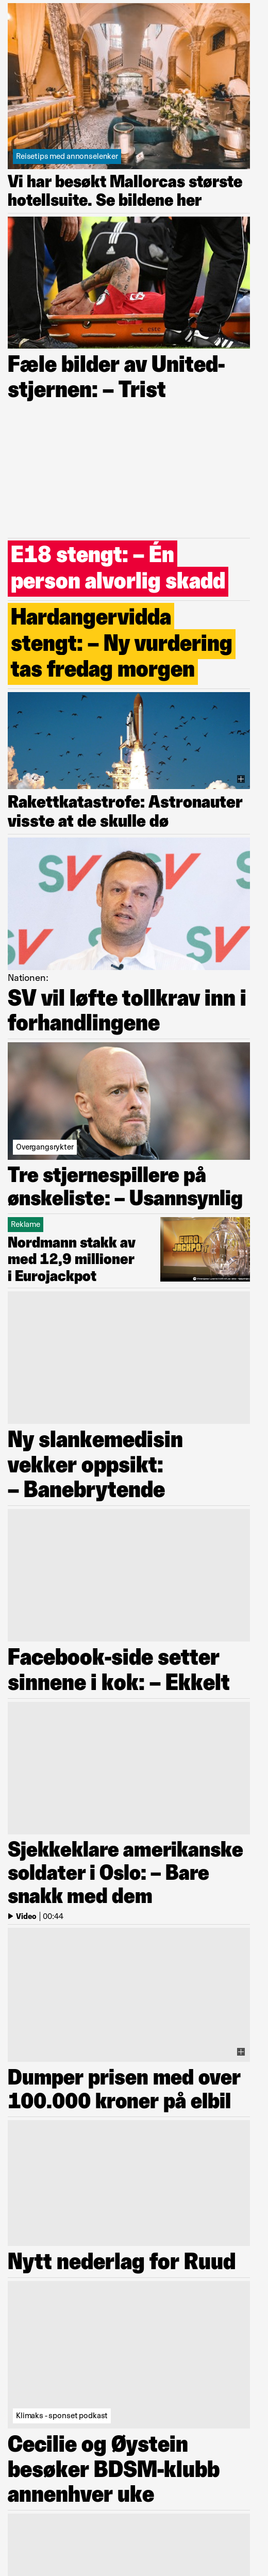 Reisetips med annonselenker
Vi har besøkt Mallorcas største
hotellsuite. Se bildene her
Fæle bilder av United-
stjernen: – Trist
E18 stengt: – Én
person alvorlig skadd
Hardangervidda
stengt: – Ny vurdering
tas fredag morgen
Rakettkatastrofe: Astronauter
visste at de skulle dø
SV
SV
SV
Nationen:
SV vil løfte tollkrav inn i
forhandlingene
Overgangsrykter
Tre stjernespillere på
ønskeliste: – Usannsynlig
Reklame
Nordmann stakk av
med 12,9 millioner
i Eurojackpot
EURO
JACKPOT
Ny slankemedisin
vekker oppsikt:
– Banebrytende
Facebook-side setter
sinnene i kok: – Ekkelt
Sjekkeklare amerikanske
soldater i Oslo: – Bare
snakk med dem
Video | 00:44
Dumper prisen med over
100.000 kroner på elbil
Nytt nederlag for Ruud
Klimaks - sponset podkast
Cecilie og Øystein
besøker BDSM-klubb
annenhver uke